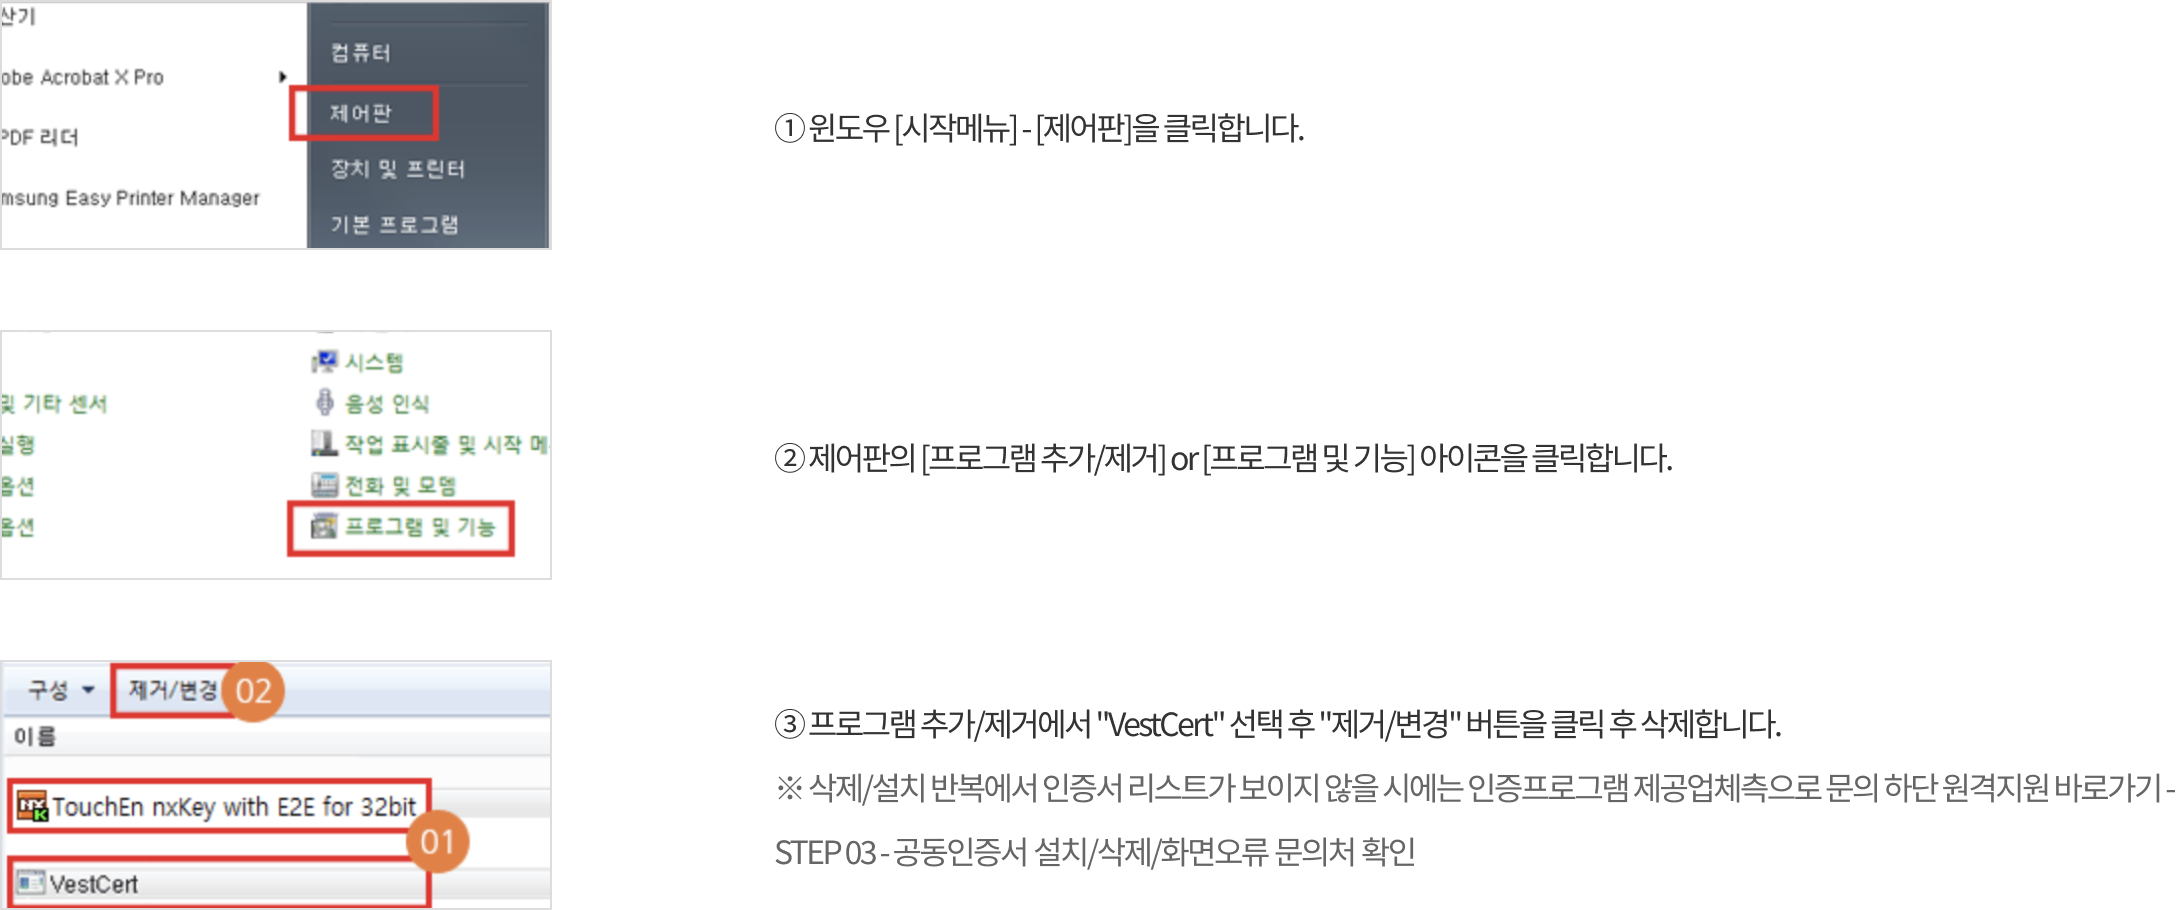 산기
obe Acrobat X Pro
PDF 리더
msung Easy Printer Manager
컴퓨터
제어판
장치 및 프린터
기본 프로그램
① 윈도우 [시작메뉴] - [제어판]을 클릭합니다.
및 기타 센서
실행
옵션
옵션
시스템
음성 인식
작업 표시줄 및 시작 메
전화 및 모뎀
프로그램 및 기능
② 제어판의 [프로그램 추가/제거] or [프로그램 및 기능] 아이콘을 클릭합니다.
구성 제거/변경 02
이름
TouchEn nxKey with E2E for 32bit
01
VestCert
③ 프로그램 추가/제거에서 "VestCert" 선택 후 "제거/변경" 버튼을 클릭 후 삭제합니다.
※ 삭제/설치 반복에서 인증서 리스트가 보이지 않을 시에는 인증프로그램 제공업체측으로 문의 하단 원격지원 바로가기 -
STEP 03 - 공동인증서 설치/삭제/화면오류 문의처 확인